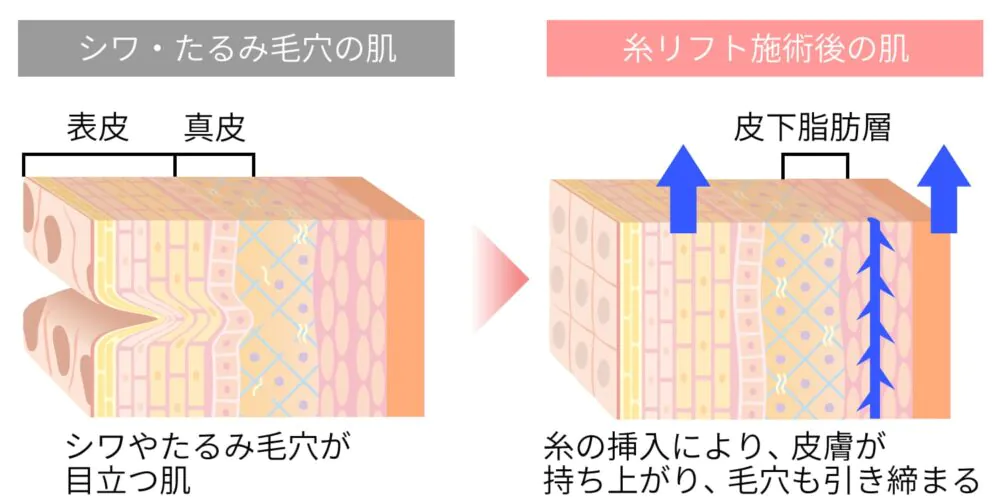 シワ・たるみ毛穴の肌
糸リフト施術後の肌
表皮
真皮
皮下脂肪層
シワやたるみ毛穴が
目立つ肌
糸の挿入により、皮膚が
持ち上がり、毛穴も引き締まる